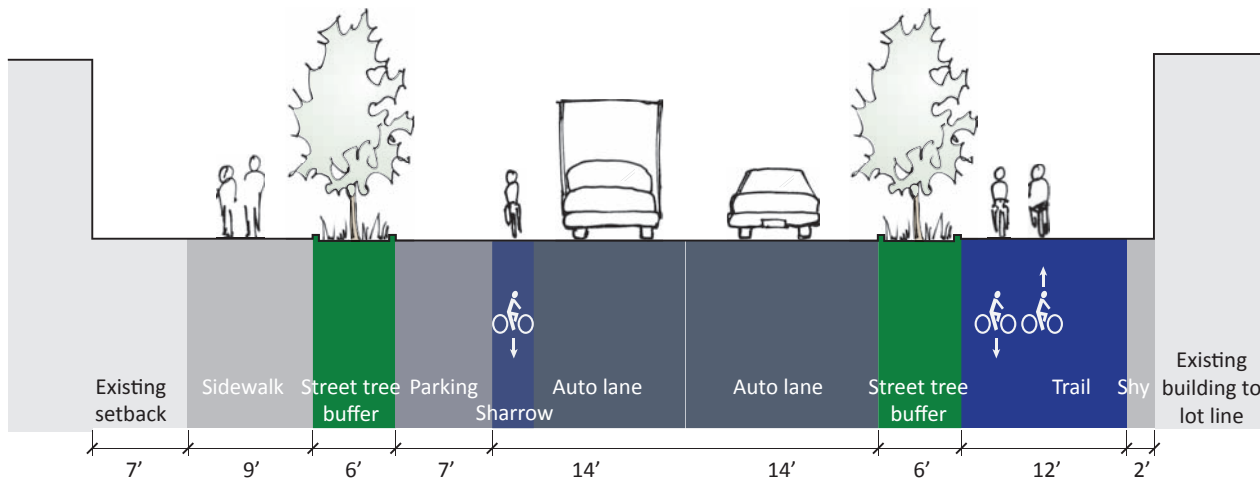 Existing
setback
Sidewalk
Street tree
buffer
Parking
Sharrow
Auto lane
Auto lane
Street tree
buffer
Trail
Shy
Existing
building to
lot line
7’
9’
6’
7’
14’
14’
6’
12’
2’